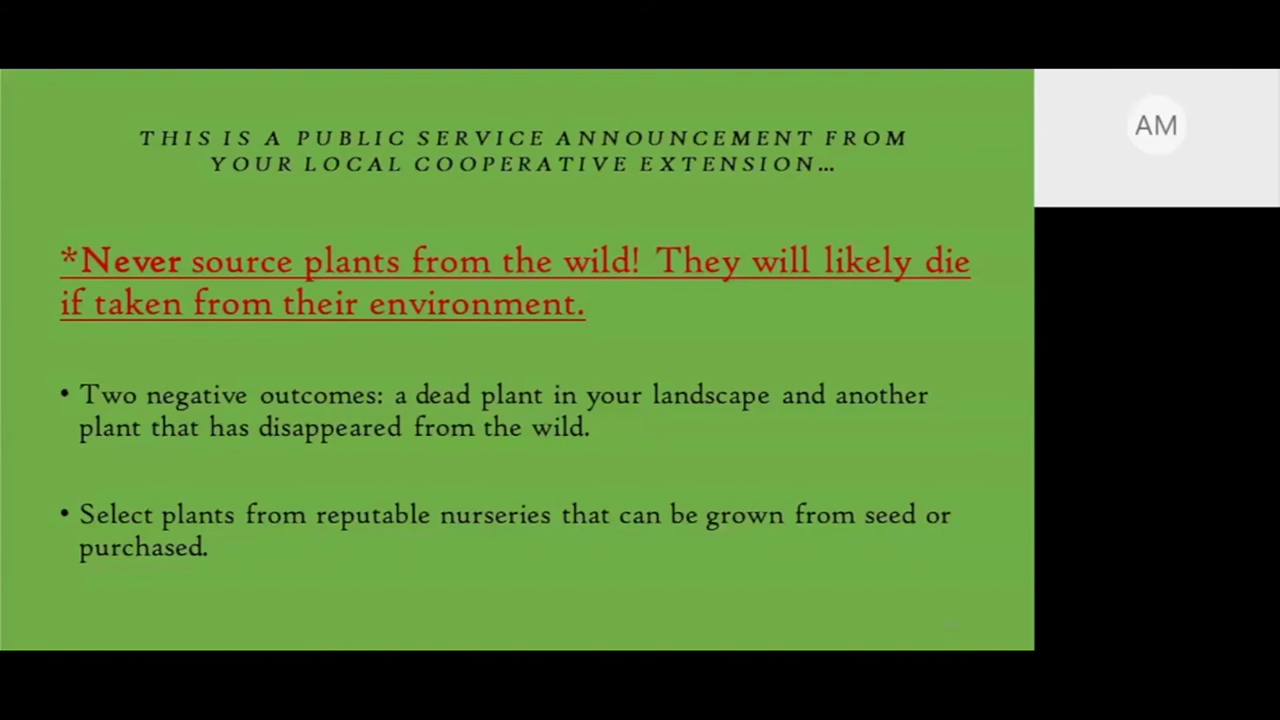 THIS IS A PUBLIC SERVICE ANNOUNCEMENT FROM
YOUR LOCAL COOPERATIVE EXTENSION…
*Never source plants from the wild! They will likely die
if taken from their environment.
• Two negative outcomes: a dead plant in your landscape and another
plant that has disappeared from the wild.
• Select plants from reputable nurseries that can be grown from seed or
purchased.
AM